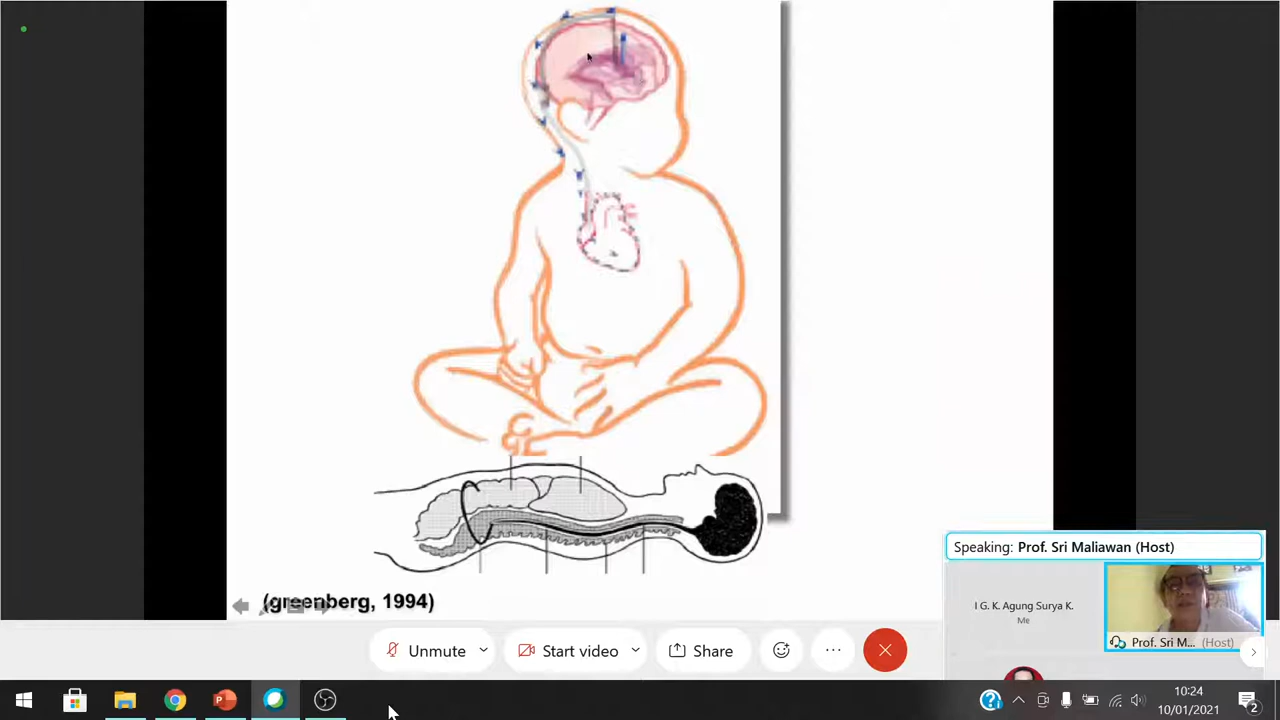 (greenberg, 1994)
Speaking: Prof. Sri Maliawan (Host)
I G. K. Agung Surya K.
Me
Prof. Sri M... (Host)
Unmute
Start video
Share
10:24
10/01/2021
2